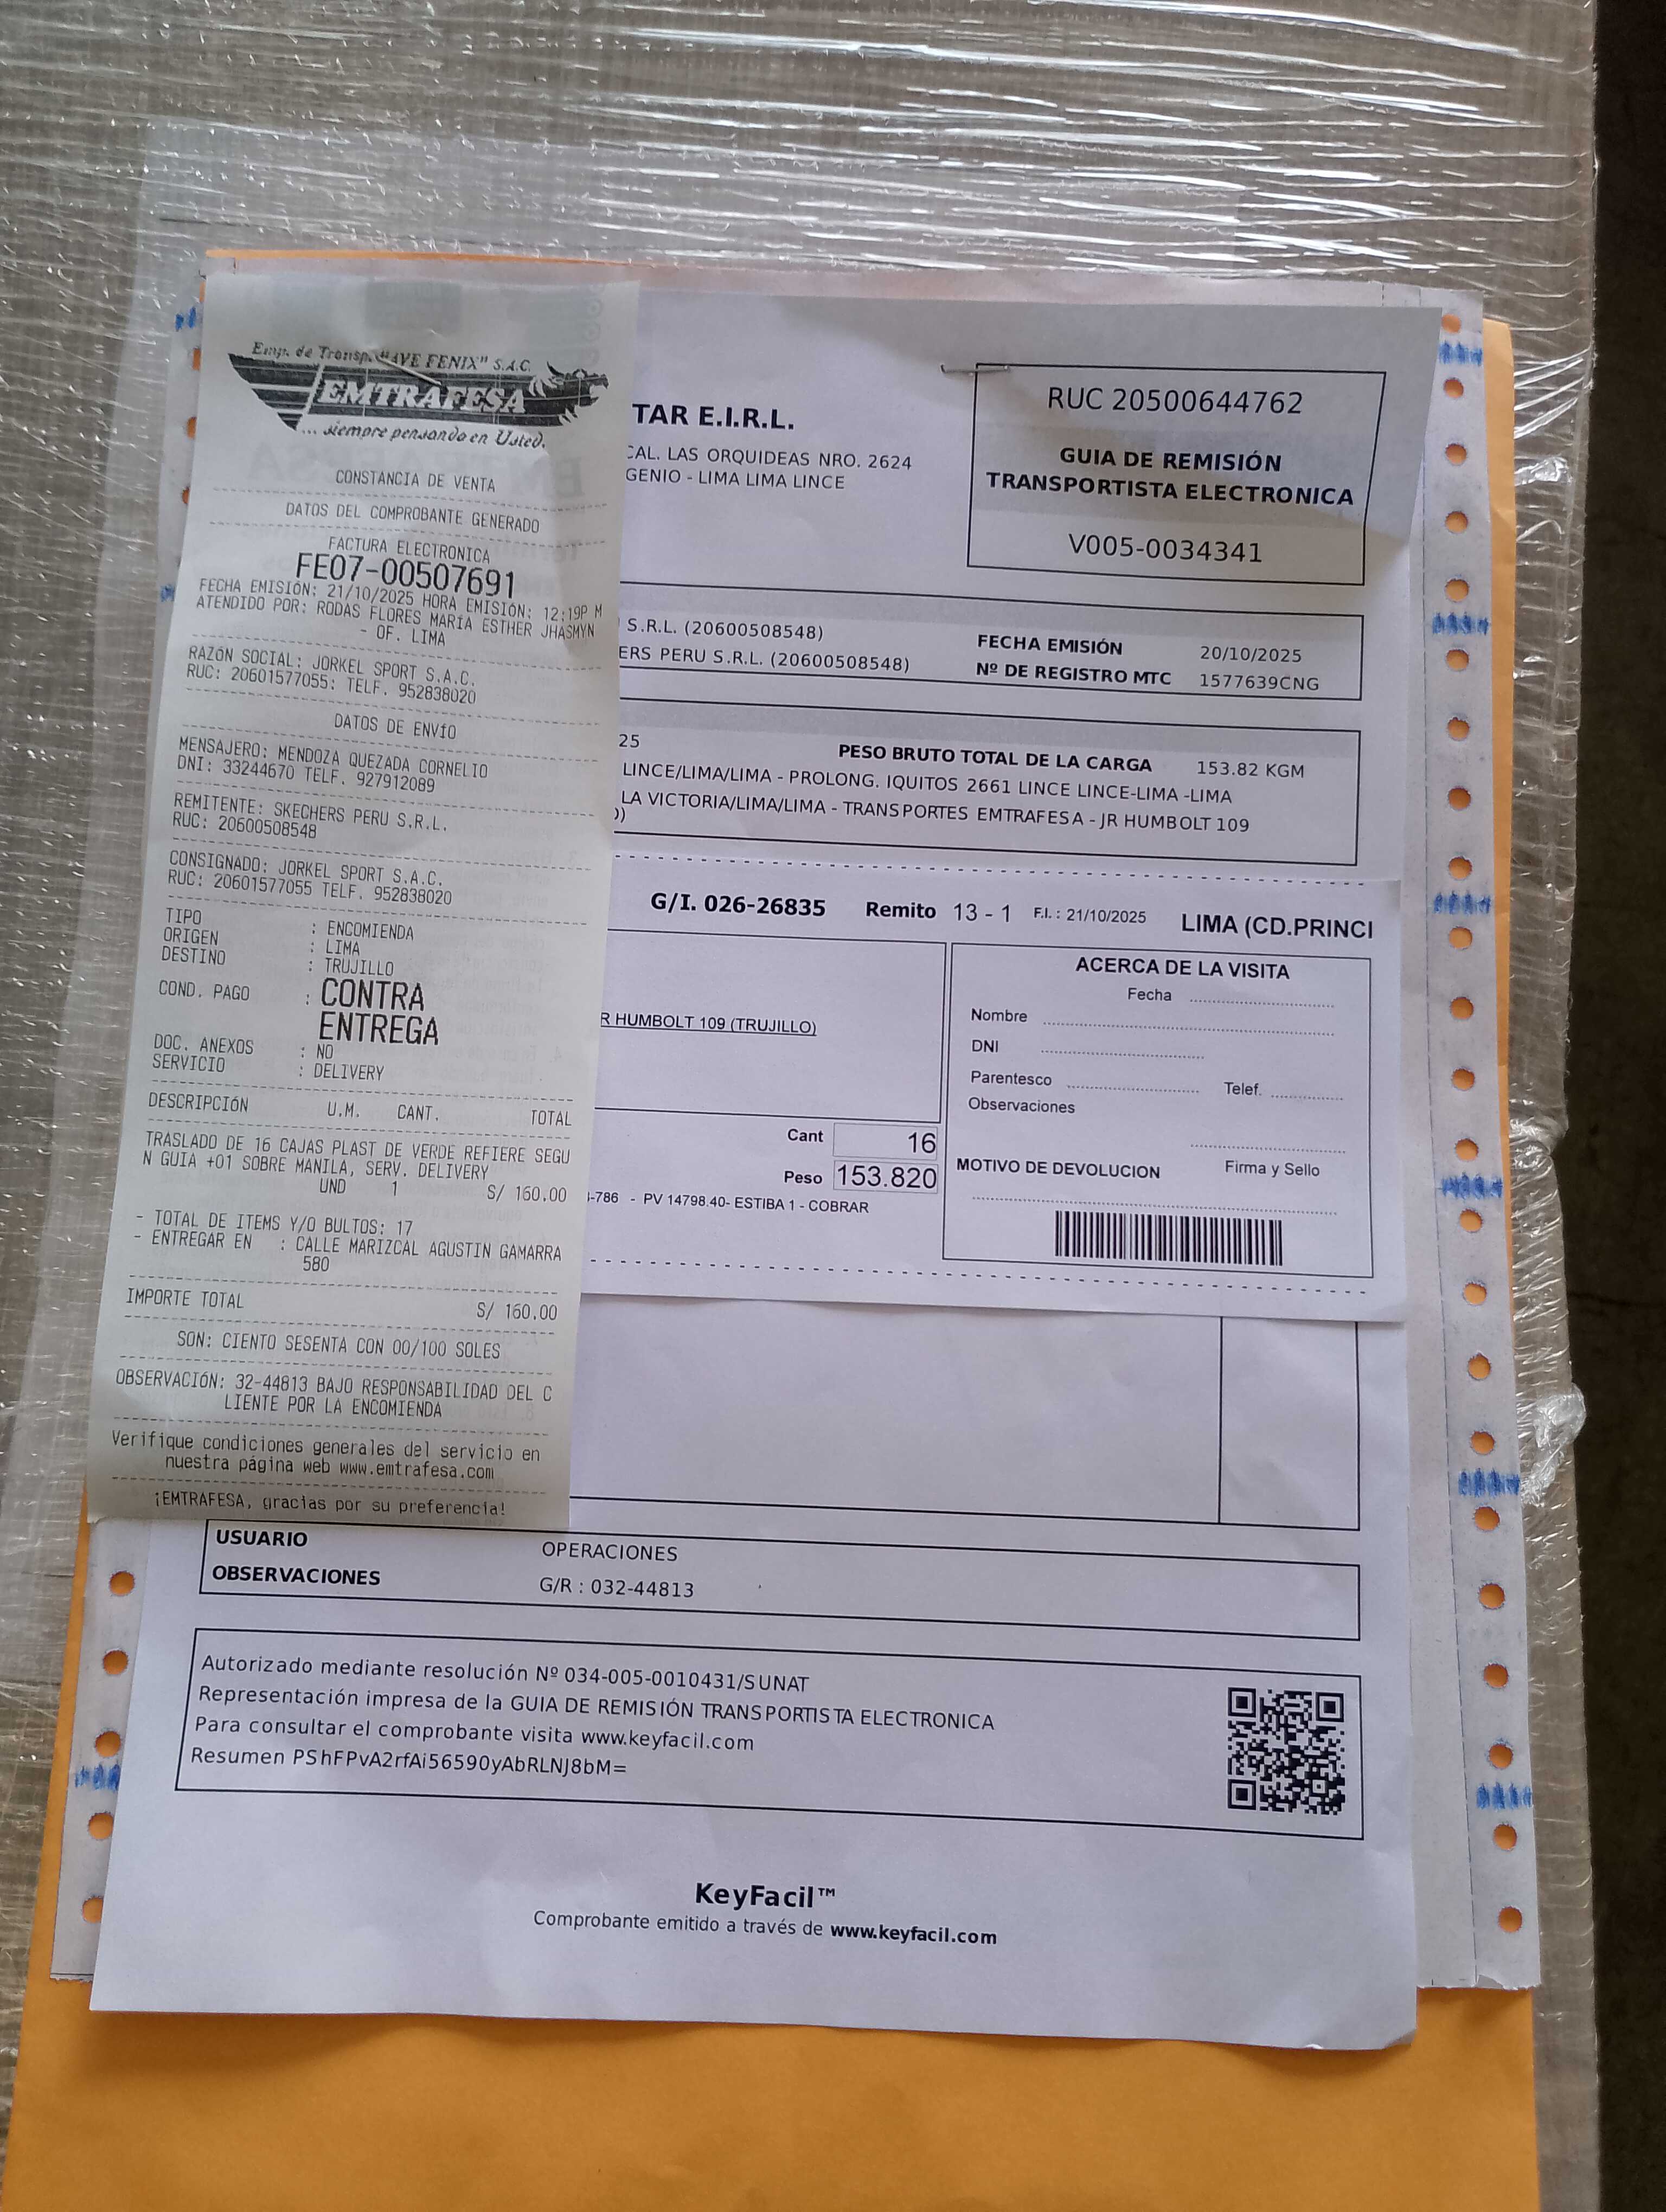 Emp. de Transp. "AVE FENIX" S.A.C.
EMTRAFESA
... siempre pensando en Usted.
CONSTANCIA DE VENTA
DATOS DEL COMPROBANTE GENERADO
FACTURA ELECTRONICA
FE07-00507691
FECHA EMISIÓN: 21/10/2025 HORA EMISIÓN: 12:19P M
ATENDIDO POR: RODAS FLORES MARÍA ESTHER JHASMYN
- OF. LIMA
RAZÓN SOCIAL: JORKEL SPORT S.A.C.
RUC: 20601577055: TELF. 952838020
DATOS DE ENVÍO
MENSAJERO: MENDOZA QUEZADA CORNELIO
DNI: 33244670 TELF. 927912089
REMITENTE: SKECHERS PERU S.R.L.
RUC: 20600508548
CONSIGNADO: JORKEL SPORT S.A.C.
RUC: 20601577055 TELF. 952838020
TIPO : ENCOMIENDA
ORIGEN : LIMA
DESTINO : TRUJILLO
COND. PAGO : CONTRA
ENTREGA
DOC. ANEXOS : NO
SERVICIO : DELIVERY
DESCRIPCIÓN U.M. CANT. TOTAL
TRASLADO DE 16 CAJAS PLAST DE VERDE REFIERE SEGU
N GUIA +01 SOBRE MANILA, SERV. DELIVERY
UND 1 S/ 160.00
- TOTAL DE ITEMS Y/O BULTOS: 17
- ENTREGAR EN : CALLE MARIZCAL AGUSTIN GAMARRA
580
IMPORTE TOTAL S/ 160.00
SON: CIENTO SESENTA CON 00/100 SOLES
OBSERVACIÓN: 32-44813 BAJO RESPONSABILIDAD DEL C
LIENTE POR LA ENCOMIENDA
Verifique condiciones generales del servicio en
nuestra página web www.emtrafesa.com
¡EMTRAFESA, gracias por su preferencia!
TAR E.I.R.L.
CAL. LAS ORQUIDEAS NRO. 2624
GENIO - LIMA LIMA LINCE
RUC 20500644762
GUIA DE REMISIÓN
TRANSPORTISTA ELECTRONICA
V005-0034341
S.R.L. (20600508548)
ERS PERU S.R.L. (20600508548)
FECHA EMISIÓN 20/10/2025
Nº DE REGISTRO MTC 1577639CNG
25 PESO BRUTO TOTAL DE LA CARGA 153.82 KGM
LINCE/LIMA/LIMA - PROLONG. IQUITOS 2661 LINCE LINCE-LIMA -LIMA
LA VICTORIA/LIMA/LIMA - TRANSPORTES EMTRAFESA - JR HUMBOLT 109
))
G/I. 026-26835 Remito 13 - 1 F.I. : 21/10/2025 LIMA (CD.PRINCI
R HUMBOLT 109 (TRUJILLO)
Cant 16
Peso 153.820
-786 - PV 14798.40- ESTIBA 1 - COBRAR
ACERCA DE LA VISITA
Fecha
Nombre
DNI
Parentesco Telef.
Observaciones
MOTIVO DE DEVOLUCION Firma y Sello
USUARIO OPERACIONES
OBSERVACIONES G/R : 032-44813
Autorizado mediante resolución Nº 034-005-0010431/SUNAT
Representación impresa de la GUIA DE REMISIÓN TRANSPORTISTA ELECTRONICA
Para consultar el comprobante visita www.keyfacil.com
Resumen PShFPvA2rfAi56590yAbRLNJ8bM=
KeyFacil™
Comprobante emitido a través de www.keyfacil.com